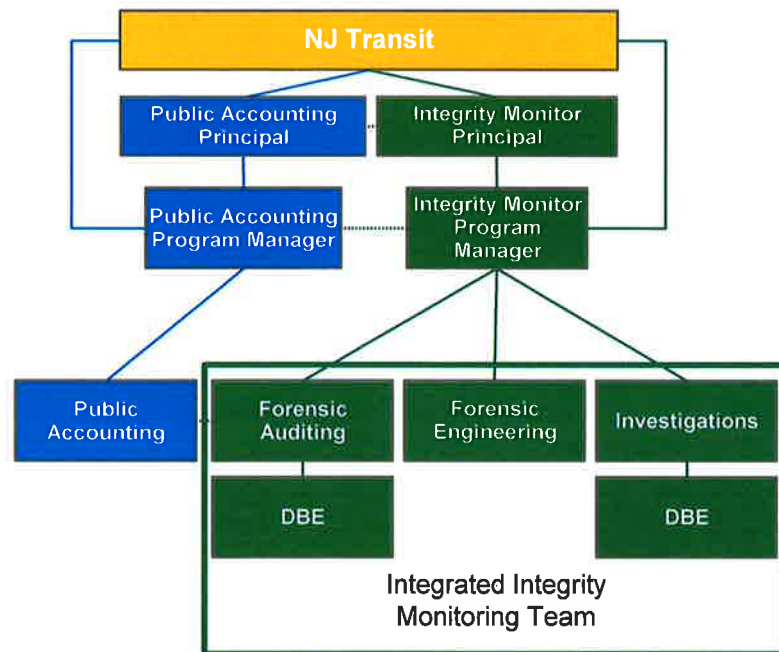 NJ Transit
Public Accounting
Principal
Integrity Monitor
Principal
Public Accounting
Program Manager
Integrity Monitor
Program
Manager
Public
Accounting
Forensic
Auditing
Forensic
Engineering
Investigations
DBE
DBE
Integrated Integrity
Monitoring Team